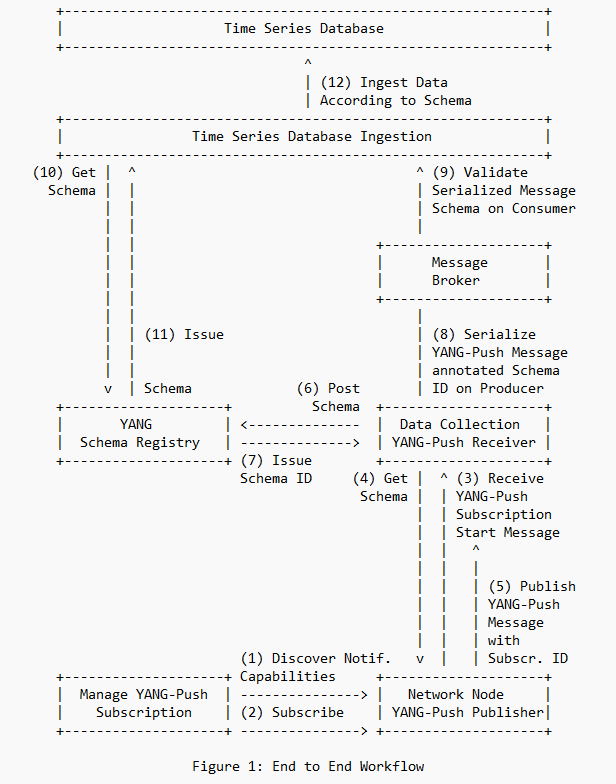 Time Series Database
(12) Ingest Data
According to Schema
Time Series Database Ingestion
(10) Get
Schema
(9) Validate
Serialized Message
Schema on Consumer
Message
Broker
(11) Issue
Schema
(8) Serialize
YANG-Push Message
annotated Schema
ID on Producer
(6) Post
Schema
YANG
Schema Registry
Data Collection
YANG-Push Receiver
(7) Issue
Schema ID
(4) Get
Schema
(3) Receive
YANG-Push
Subscription
Start Message
(5) Publish
YANG-Push
Message
with
Subscr. ID
(1) Discover Notif.
Capabilities
Manage YANG-Push
Subscription
(2) Subscribe
Network Node
YANG-Push Publisher
Figure 1: End to End Workflow